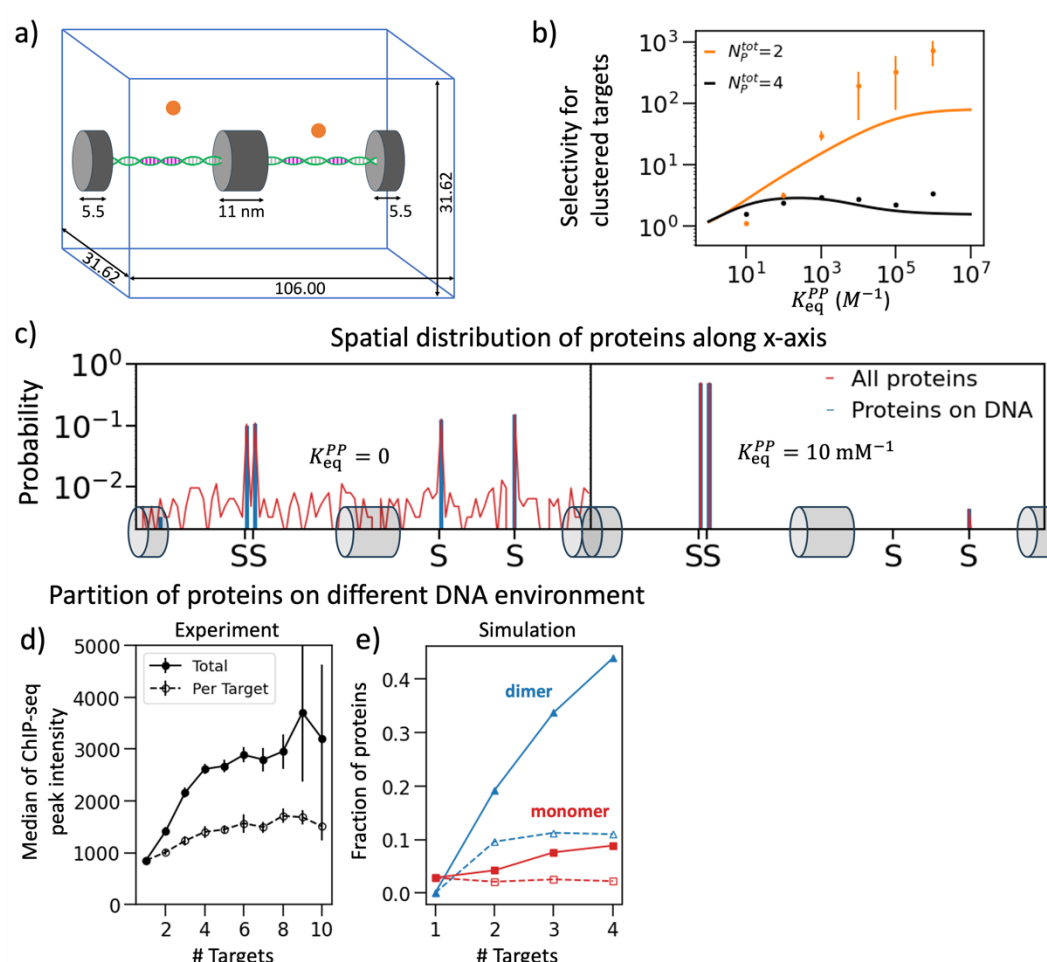 a)
5.5
11 nm
5.5
31.62
31.62
106.00
b)
Selectivity for
clustered targets
10^3
10^2
10^1
10^0
N_P^{tot}=2
N_P^{tot}=4
10^1
10^3
10^5
10^7
K_{eq}^{PP} (M^{-1})
c)
Spatial distribution of proteins along x-axis
Probability
10^0
10^{-1}
10^{-2}
K_{eq}^{PP} = 0
All proteins
Proteins on DNA
K_{eq}^{PP} = 10 mM^{-1}
SS
S
S
SS
S
S
Partition of proteins on different DNA environment
d)
Experiment
Median of ChIP-seq
peak intensity
5000
4000
3000
2000
1000
0
Total
Per Target
2
4
6
8
10
# Targets
e)
Simulation
Fraction of proteins
0.4
0.3
0.2
0.1
0.0
dimer
monomer
1
2
3
4
# Targets